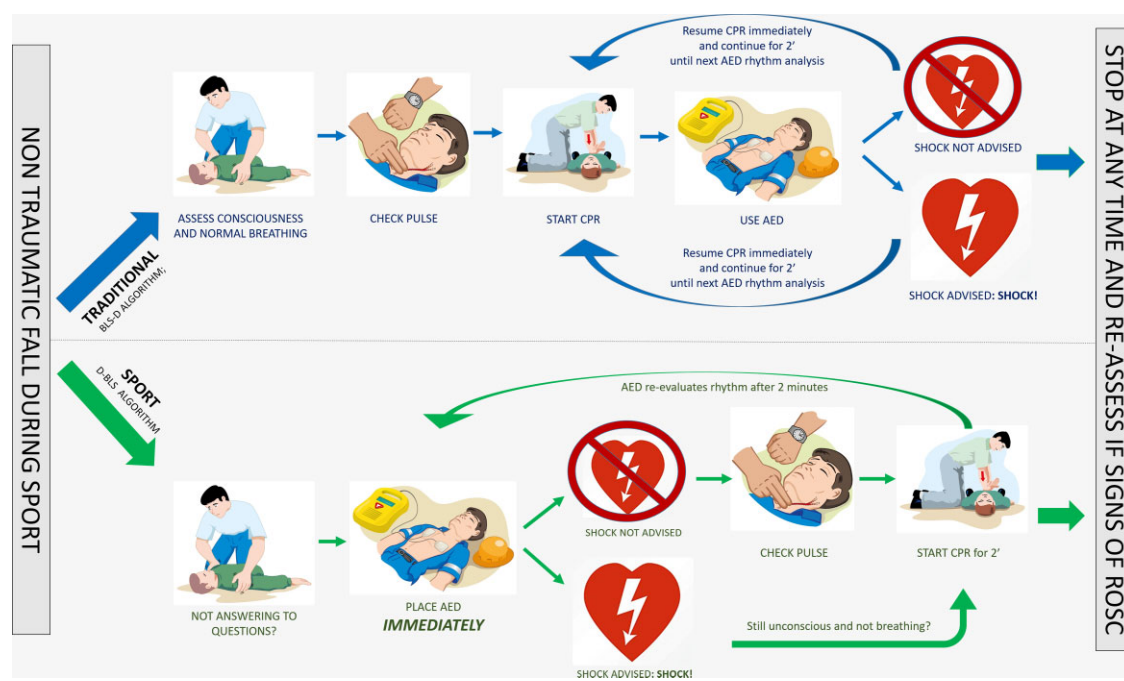 NON TRAUMATIC FALL DURING SPORT
TRADITIONAL
BLS-D ALGORITHM;
ASSESS CONSCIOUSNESS
AND NORMAL BREATHING
CHECK PULSE
START CPR
USE AED
Resume CPR immediately
and continue for 2'
until next AED rhythm analysis
SHOCK NOT ADVISED
Resume CPR immediately
and continue for 2'
until next AED rhythm analysis
SHOCK ADVISED: SHOCK!
SPORT
D-BLS ALGORITHM
NOT ANSWERING TO
QUESTIONS?
PLACE AED
IMMEDIATELY
AED re-evaluates rhythm after 2 minutes
SHOCK NOT ADVISED
CHECK PULSE
START CPR for 2'
SHOCK ADVISED: SHOCK!
Still unconscious and not breathing?
STOP AT ANY TIME AND RE-ASSESS IF SIGNS OF ROSC